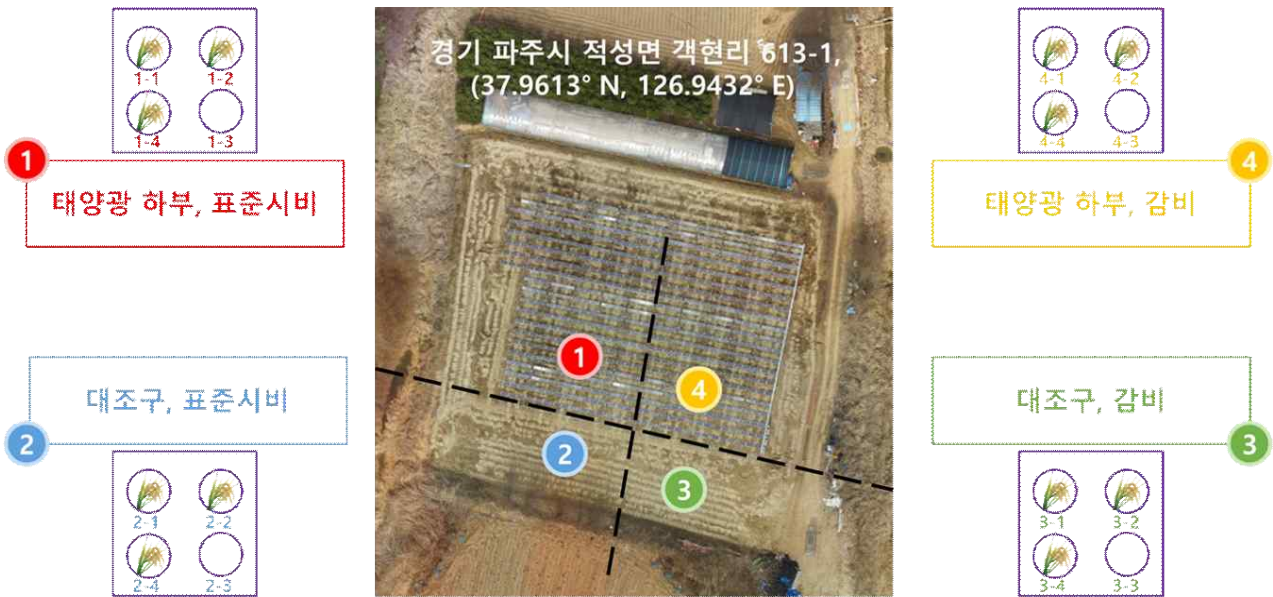 1-1 1-2
1-4 1-3
1
태양광 하부, 표준시비
대조구, 표준시비
2
2-1 2-2
2-4 2-3
경기 파주시 적성면 객현리 613-1,
(37.9613° N, 126.9432° E)
1
4
2
3
4-1 4-2
4-4 4-3
4
태양광 하부, 감비
대조구, 감비
3
3-1 3-2
3-4 3-3